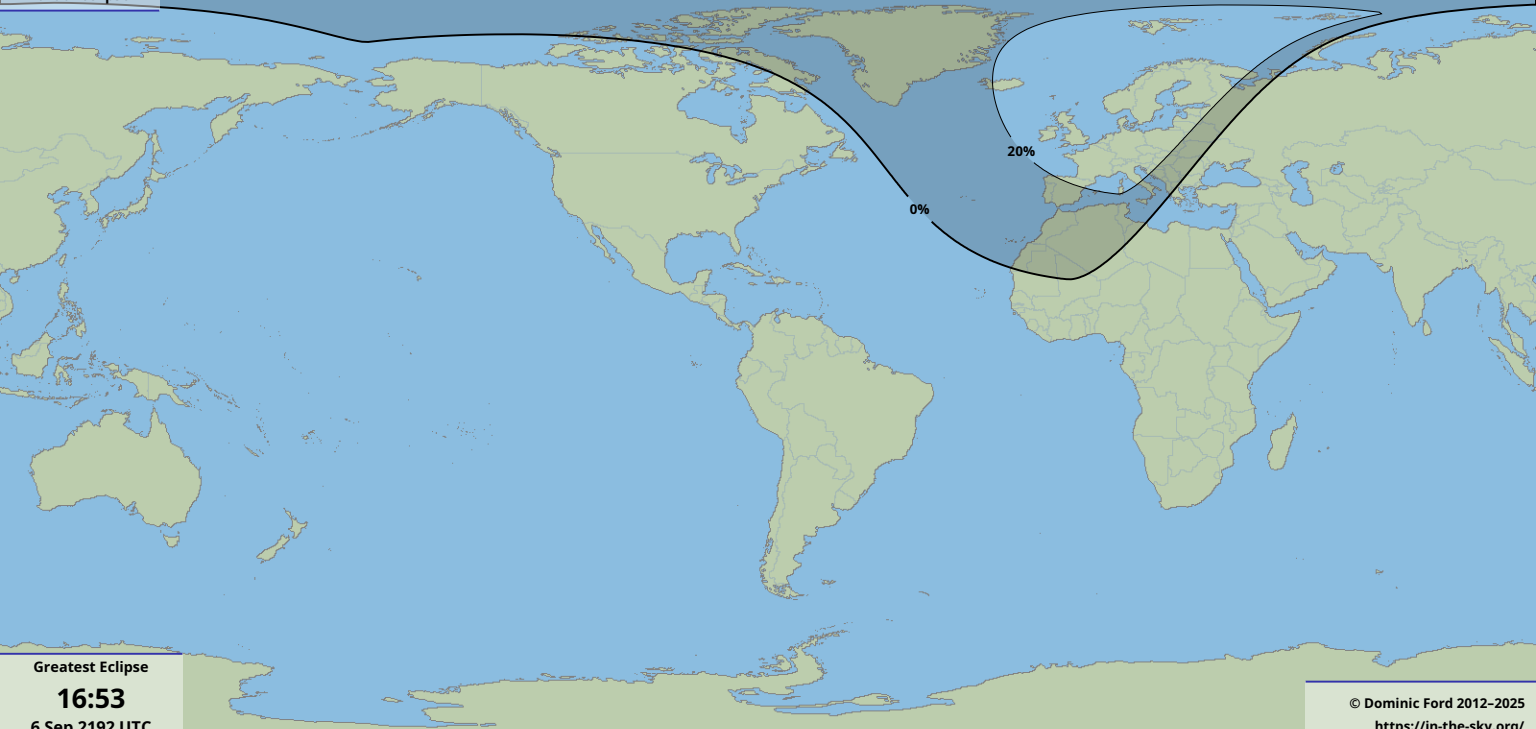 20%
0%
Greatest Eclipse
16:53
6 Sep 2192 UTC
© Dominic Ford 2012–2025
https://in-the-sky.org/